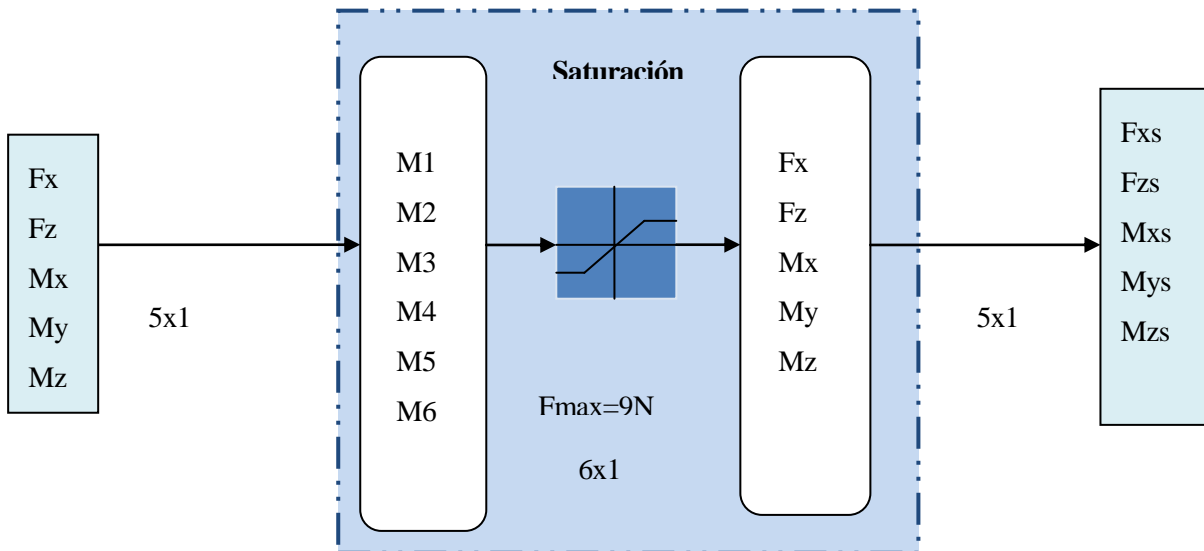 Saturación
Fx
Fz
Mx
My
Mz
5x1
M1
M2
M3
M4
M5
M6
Fmax=9N
6x1
Fx
Fz
Mx
My
Mz
5x1
Fxs
Fzs
Mxs
Mys
Mzs